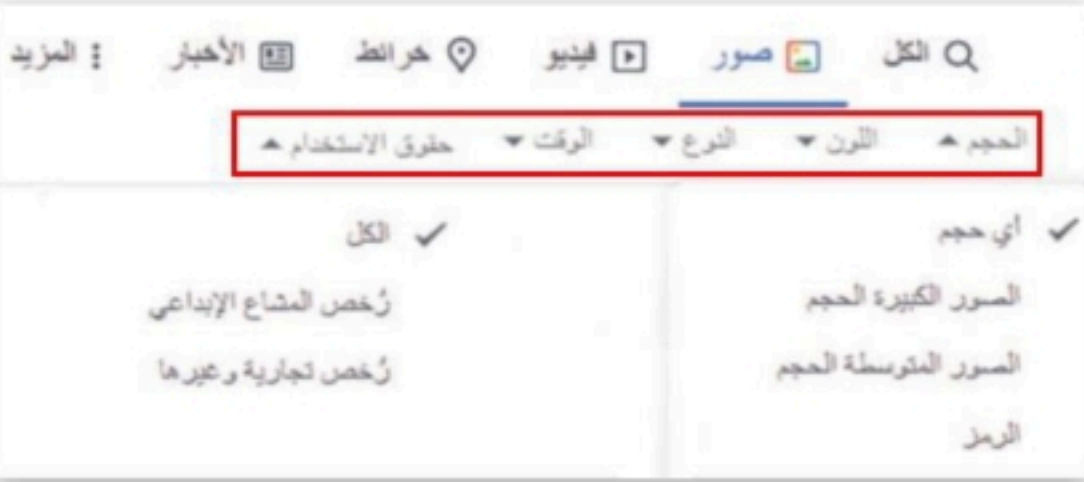 الكل صور فيديو خرائط الأخبار المزيد
الحجم اللون النوع الوقت حقوق الاستخدام
أي حجم
الصور الكبيرة الحجم
الصور المتوسطة الحجم
الرمز
الكل
رُخص المشاع الإبداعي
رُخص تجارية وغيرها